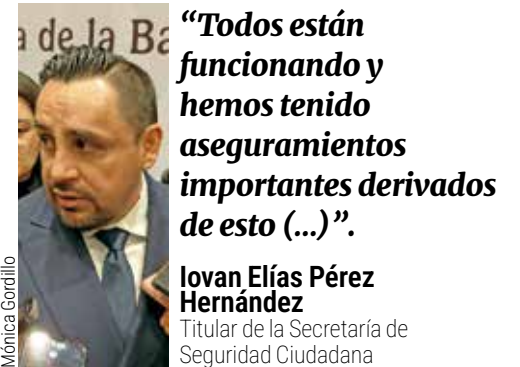 a de la Ba
“Todos están
funcionando y
hemos tenido
aseguramientos
importantes derivados
de esto (...)”.
Iovan Elías Pérez
Hernández
Titular de la Secretaría de
Seguridad Ciudadana
Mónica Gordillo